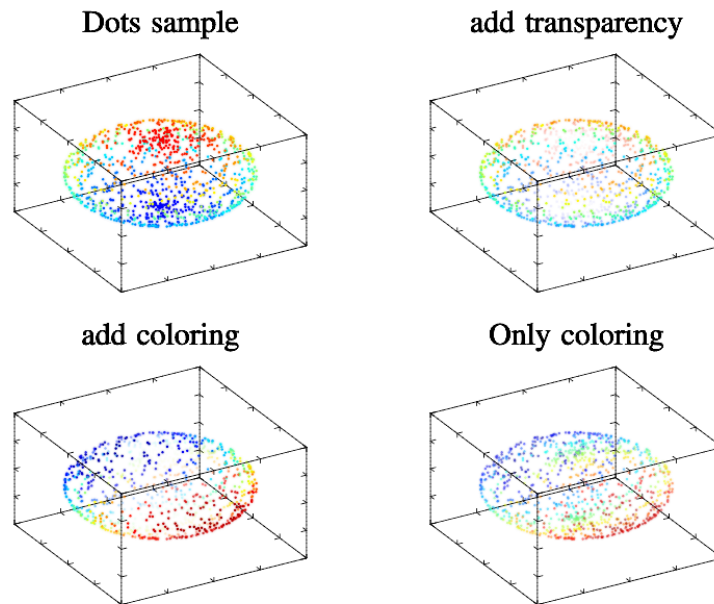 Dots sample
add transparency
add coloring
Only coloring